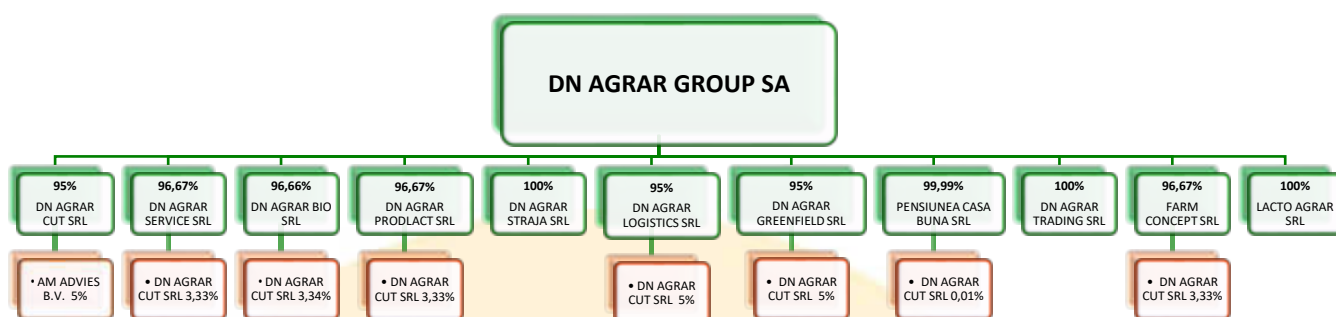 DN AGRAR GROUP SA
95%
DN AGRAR
CUT SRL
96,67%
DN AGRAR
SERVICE SRL
96,66%
DN AGRAR BIO
SRL
96,67%
DN AGRAR
PRODLACT SRL
100%
DN AGRAR
STRAJA SRL
95%
DN AGRAR
LOGISTICS SRL
95%
DN AGRAR
GREENFIELD SRL
99,99%
PENSIUNEA CASA
BUNA SRL
100%
DN AGRAR
TRADING SRL
96,67%
FARM
CONCEPT SRL
100%
LACTO AGRAR
SRL
• AM ADVIES
B.V. 5%
• DN AGRAR
CUT SRL 3,33%
• DN AGRAR
CUT SRL 3,34%
• DN AGRAR
CUT SRL 3,33%
• DN AGRAR
CUT SRL 5%
• DN AGRAR
CUT SRL 5%
• DN AGRAR
CUT SRL 0,01%
• DN AGRAR
CUT SRL 3,33%